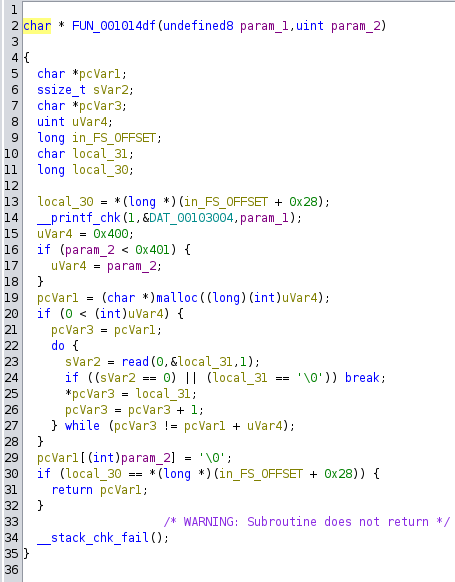 1
2 char * FUN_001014df(undefined8 param_1,uint param_2)
3
4 {
5 char *pcVar1;
6 ssize_t sVar2;
7 char *pcVar3;
8 uint uVar4;
9 long in_FS_OFFSET;
10 char local_31;
11 long local_30;
12
13 local_30 = *(long *)(in_FS_OFFSET + 0x28);
14 __printf_chk(1,&DAT_00103004,param_1);
15 uVar4 = 0x400;
16 if (param_2 < 0x401) {
17 uVar4 = param_2;
18 }
19 pcVar1 = (char *)malloc((long)(int)uVar4);
20 if (0 < (int)uVar4) {
21 pcVar3 = pcVar1;
22 do {
23 sVar2 = read(0,&local_31,1);
24 if ((sVar2 == 0) || (local_31 == '\0')) break;
25 *pcVar3 = local_31;
26 pcVar3 = pcVar3 + 1;
27 } while (pcVar3 != pcVar1 + uVar4);
28 }
29 pcVar1[(int)param_2] = '\0';
30 if (local_30 == *(long *)(in_FS_OFFSET + 0x28)) {
31 return pcVar1;
32 }
33 /* WARNING: Subroutine does not return */
34 __stack_chk_fail();
35 }
36